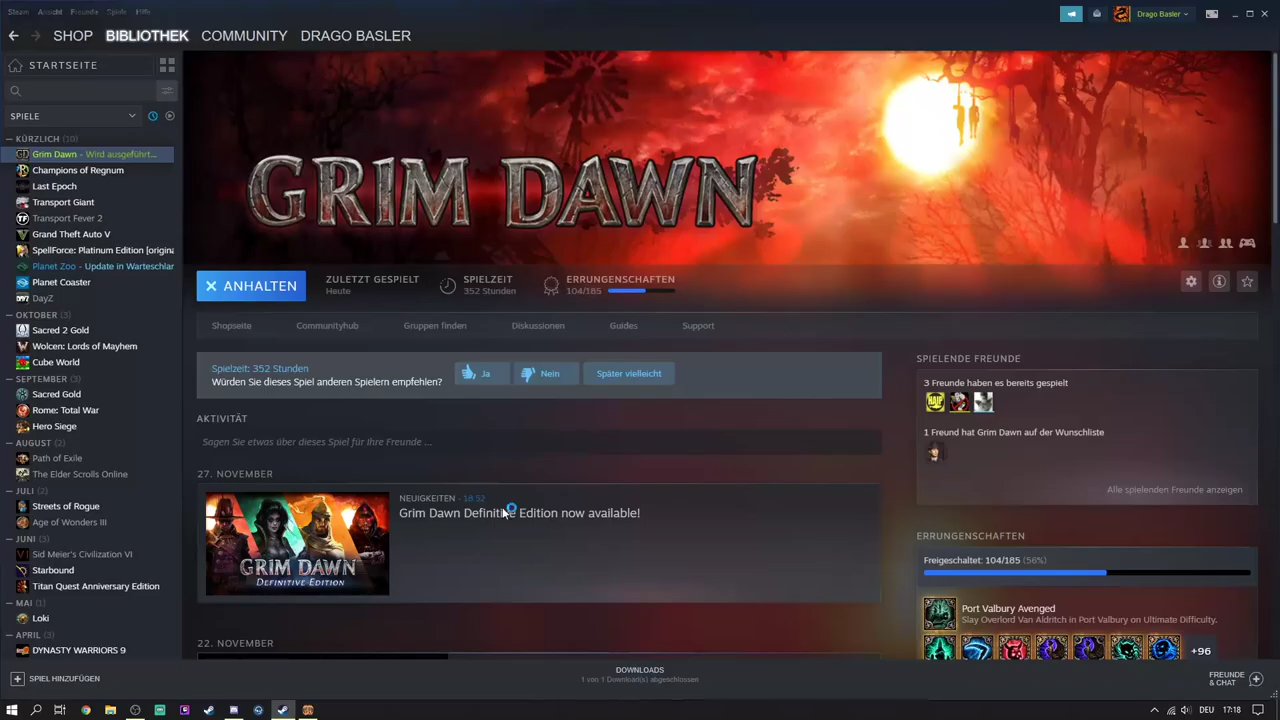 Steam Ansicht Freunde Spiele Hilfe
Drago Basler
SHOP BIBLIOTHEK COMMUNITY DRAGO BASLER
STARTSEITE
SPIELE
KÜRZLICH (10)
Grim Dawn - Wird ausgeführt...
Champions of Regnum
Last Epoch
Transport Giant
Transport Fever 2
Grand Theft Auto V
SpellForce: Platinum Edition [origina
Planet Zoo - Update in Warteschlar
Planet Coaster
DayZ
OKTOBER (3)
Sacred 2 Gold
Wolcen: Lords of Mayhem
Cube World
SEPTEMBER (3)
Sacred Gold
Rome: Total War
Hero Siege
AUGUST (2)
Path of Exile
The Elder Scrolls Online
JULI (2)
Streets of Rogue
Age of Wonders III
JUNI (3)
Sid Meier's Civilization VI
Starbound
Titan Quest Anniversary Edition
MAI (1)
Loki
APRIL (3)
DYNASTY WARRIORS 9
SPIEL HINZUFÜGEN
GRIM DAWN
ANHALTEN
ZULETZT GESPIELT
Heute
SPIELZEIT
352 Stunden
ERRUNGENSCHAFTEN
104/185
Shopseite Communityhub Gruppen finden Diskussionen Guides Support
Spielzeit: 352 Stunden
Würden Sie dieses Spiel anderen Spielern empfehlen?
Ja Nein Später vielleicht
AKTIVITÄT
Sagen Sie etwas über dieses Spiel für Ihre Freunde ...
27. NOVEMBER
GRIM DAWN
DEFINITIVE EDITION
NEUIGKEITEN - 18:52
Grim Dawn Definitive Edition now available!
22. NOVEMBER
SPIELENDE FREUNDE
3 Freunde haben es bereits gespielt
1 Freund hat Grim Dawn auf der Wunschliste
Alle spielenden Freunde anzeigen
ERRUNGENSCHAFTEN
Freigeschaltet: 104/185 (56%)
Port Valbury Avenged
Slay Overlord Van Aldritch in Port Valbury on Ultimate Difficulty.
+96
DOWNLOADS
1 von 1 Download(s) abgeschlossen
FREUNDE
& CHAT
DEU 17:18